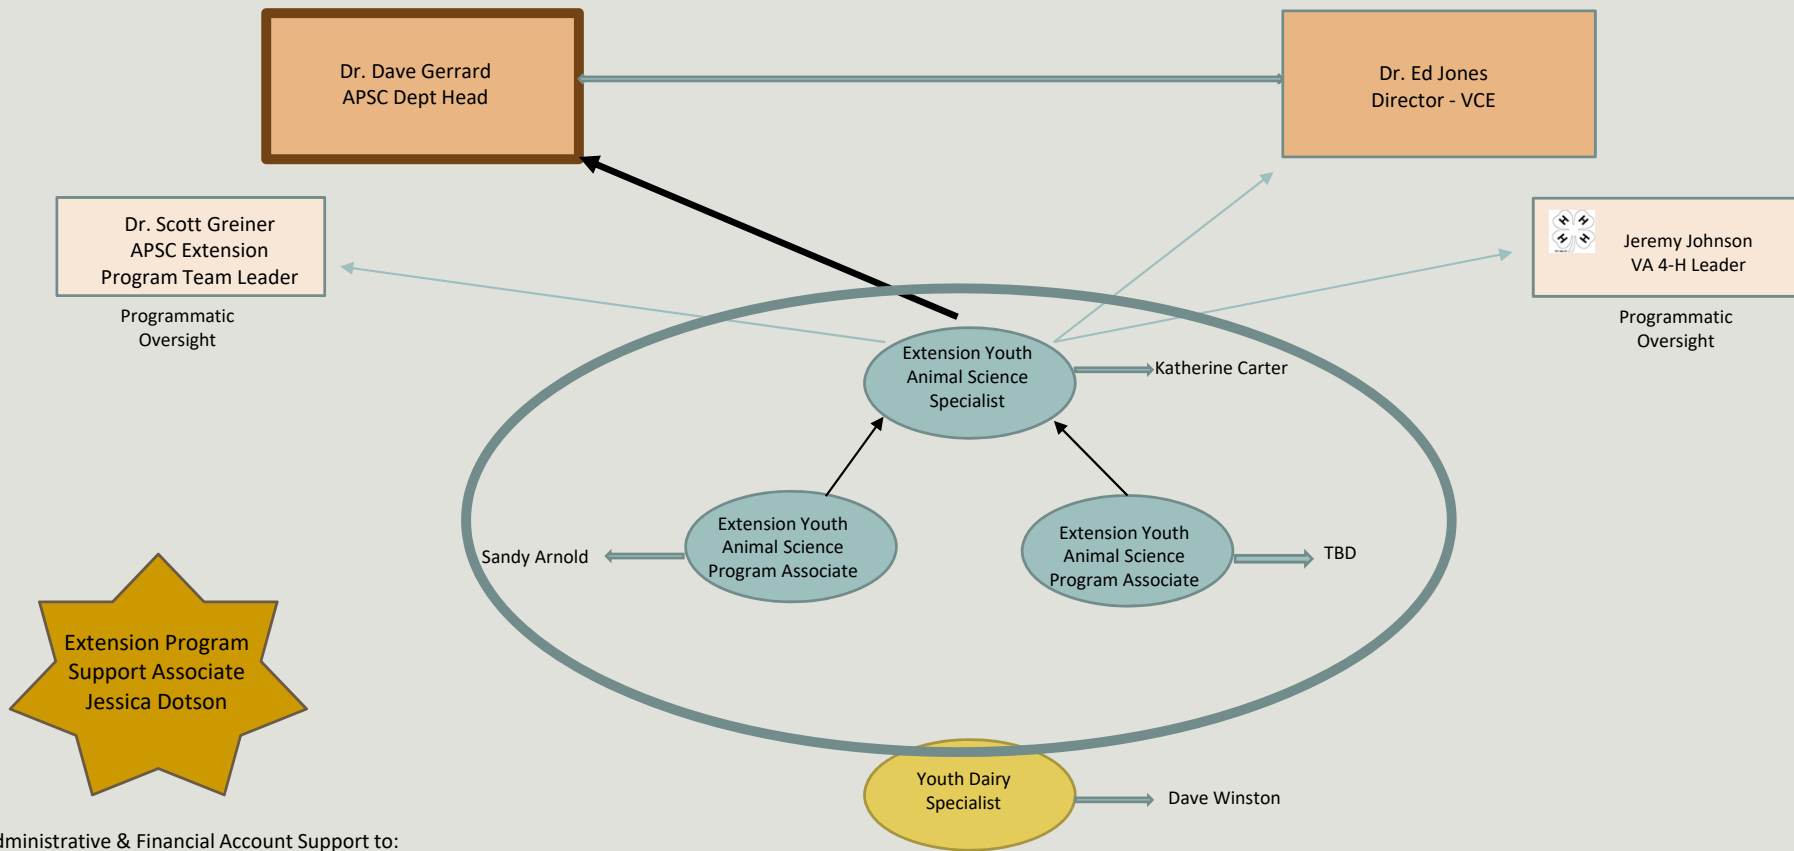 Dr. Dave Gerrard
APSC Dept Head
Dr. Ed Jones
Director - VCE
Dr. Scott Greiner
APSC Extension
Program Team Leader
Programmatic
Oversight
H H
H H
Jeremy Johnson
VA 4-H Leader
Programmatic
Oversight
Extension Youth
Animal Science
Specialist
Katherine Carter
Sandy Arnold
Extension Youth
Animal Science
Program Associate
Extension Youth
Animal Science
Program Associate
TBD
Extension Program
Support Associate
Jessica Dotson
Youth Dairy
Specialist
Dave Winston
dministrative & Financial Account Support to: